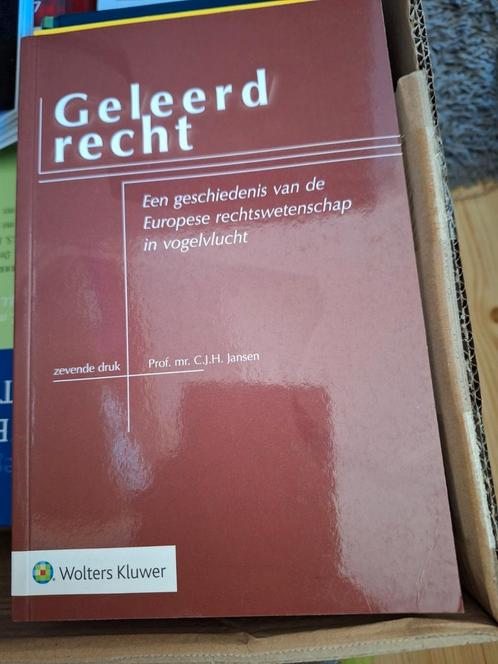 Geleerd
recht
Een geschiedenis van de
Europese rechtswetenschap
in vogelvlucht
zevende druk
Prof. mr. C.J.H. Jansen
Wolters Kluwer